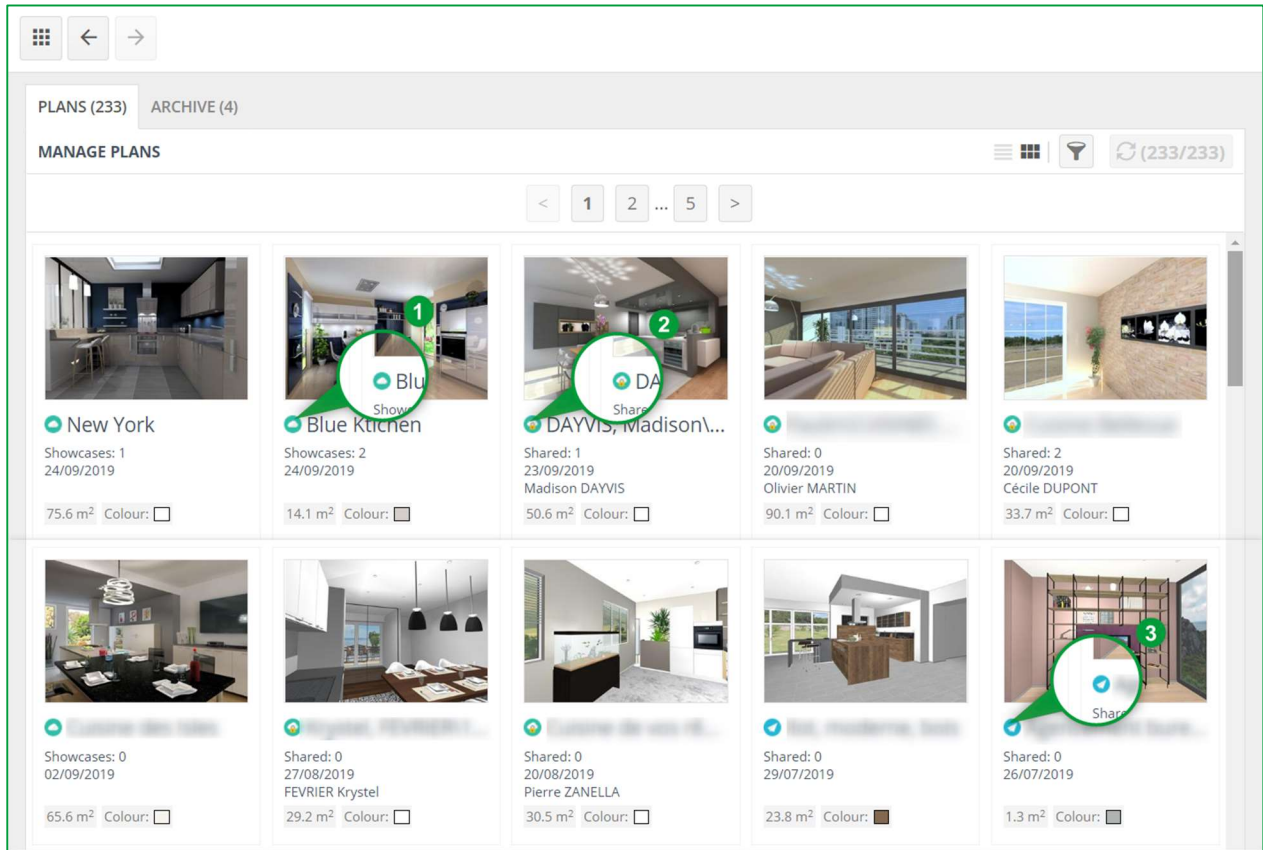 PLANS (233) ARCHIVE (4)
MANAGE PLANS (233/233)
< 1 2 ... 5 >
1
2
Blu
Show
DA
Share
New York
Showcases: 1
24/09/2019
75.6 m² Colour:
Blue Ktichen
Showcases: 2
24/09/2019
14.1 m² Colour:
DAYVIS, Madison\...
Shared: 1
23/09/2019
Madison DAYVIS
50.6 m² Colour:
Shared: 0
20/09/2019
Olivier MARTIN
90.1 m² Colour:
Shared: 2
20/09/2019
Cécile DUPONT
33.7 m² Colour:
3
Share
Showcases: 0
02/09/2019
65.6 m² Colour:
Shared: 0
27/08/2019
FEVRIER Krystel
29.2 m² Colour:
Shared: 0
20/08/2019
Pierre ZANELLA
30.5 m² Colour:
Shared: 0
29/07/2019
23.8 m² Colour:
Shared: 0
26/07/2019
1.3 m² Colour: